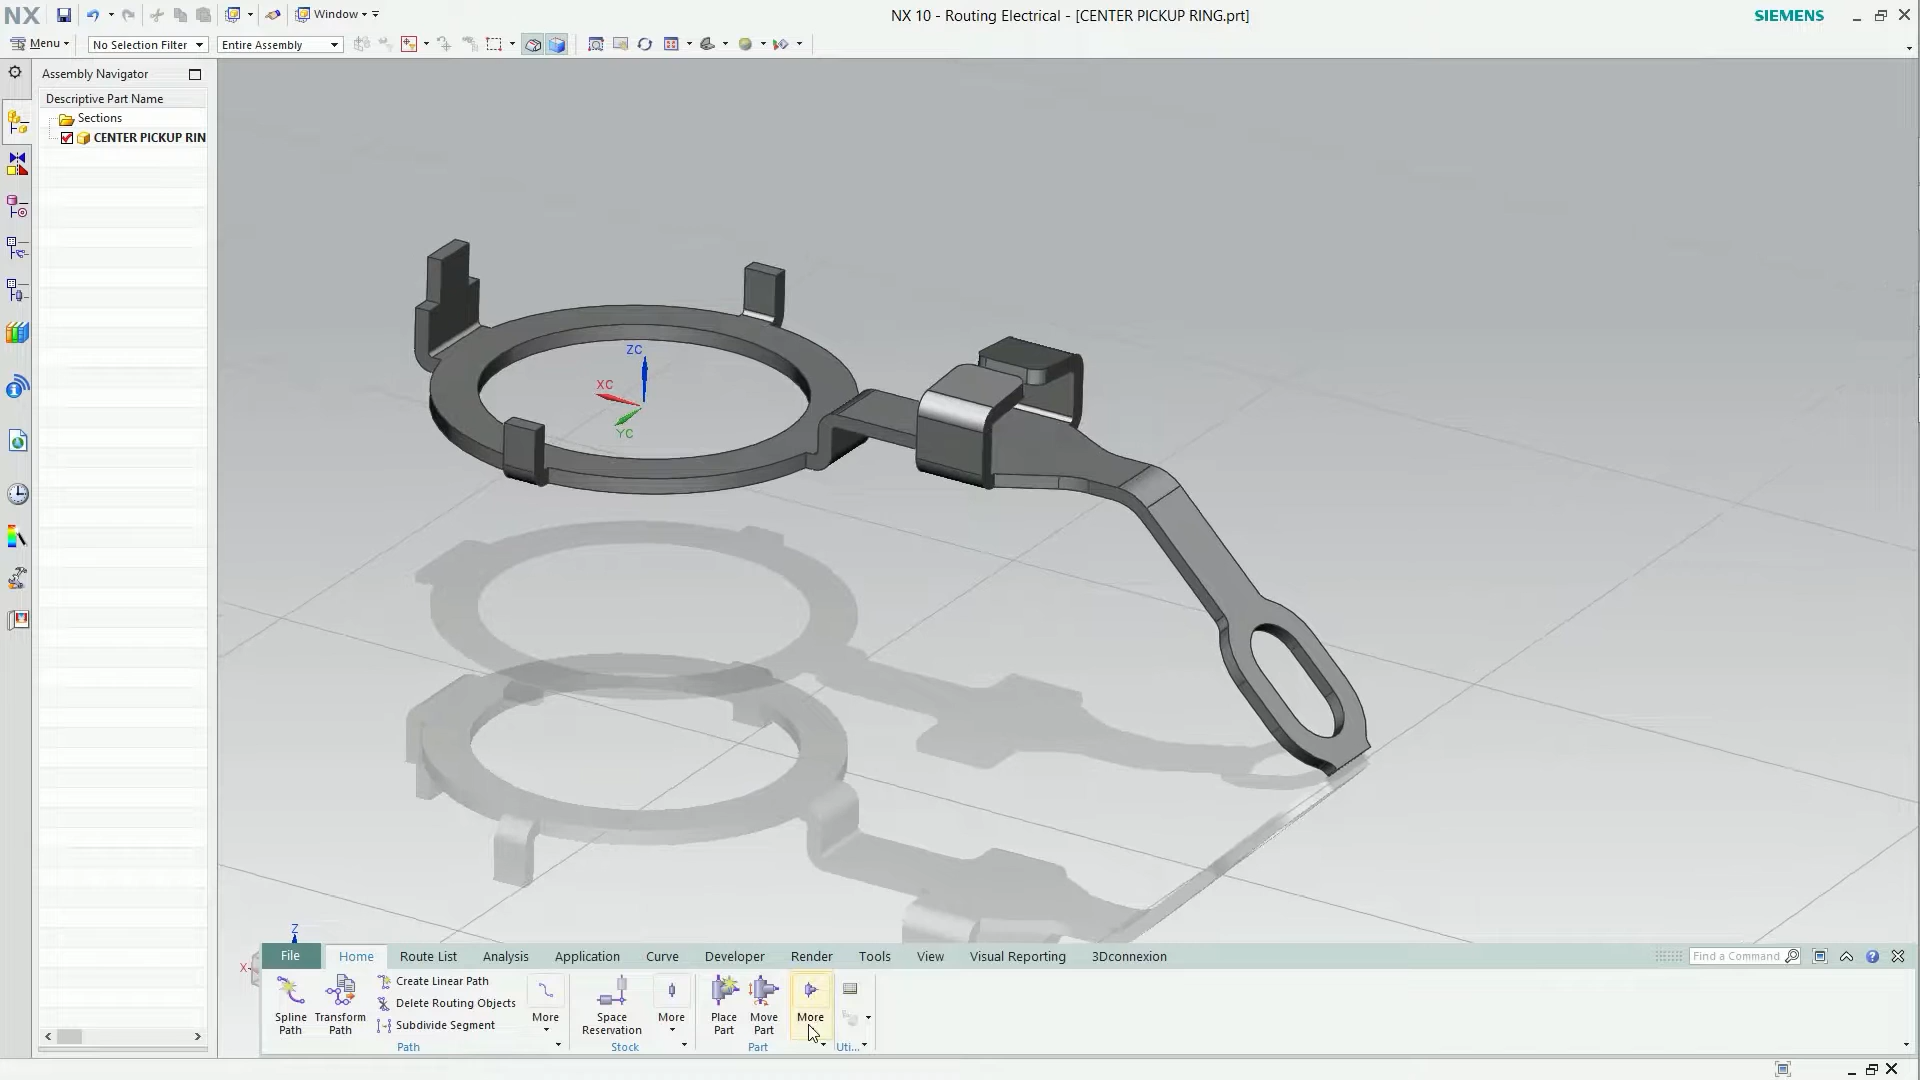 NX
Window
NX 10 - Routing Electrical - [CENTER PICKUP RING.prt]
SIEMENS
Menu
No Selection Filter
Entire Assembly
Assembly Navigator
Descriptive Part Name
Sections
CENTER PICKUP RIN
ZC
XC
YC
Z
X
File
Home
Route List
Analysis
Application
Curve
Developer
Render
Tools
View
Visual Reporting
3Dconnexion
Find a Command
Spline Path
Transform Path
Create Linear Path
Delete Routing Objects
Subdivide Segment
More
Space Reservation
More
Place Part
Move Part
More
Path
Stock
Part
Uti...